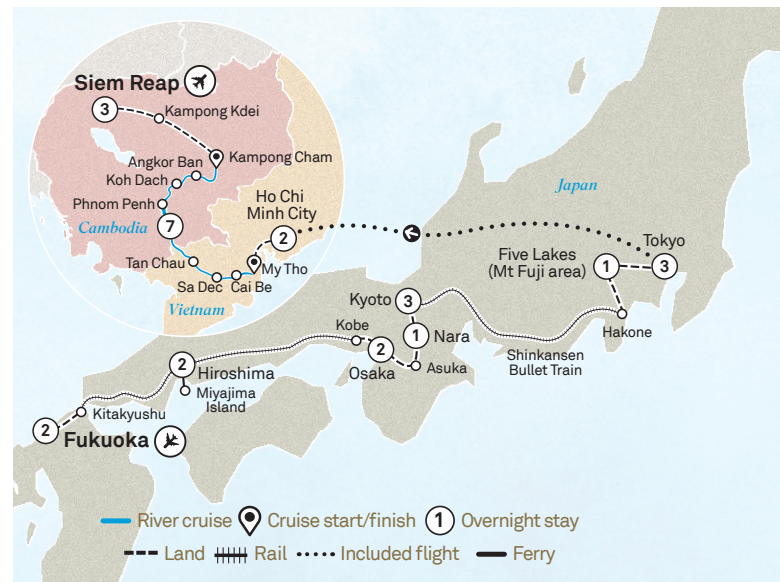 Siem Reap
3
Kampong Kdei
Kampong Cham
Angkor Ban
Koh Dach
Phnom Penh
Cambodia
7
Ho Chi
Minh City
2
Tan Chau
My Tho
Sa Dec
Cai Be
Vietnam
Japan
Five Lakes
(Mt Fuji area)
1
Tokyo
3
Hakone
Shinkansen
Bullet Train
Kyoto
3
1
Nara
Kobe
2
Osaka
Asuka
2
Hiroshima
Miyajima
Island
Kitakyushu
2
Fukuoka
River cruise
Cruise start/finish
1
Overnight stay
Land
Rail
Included flight
Ferry